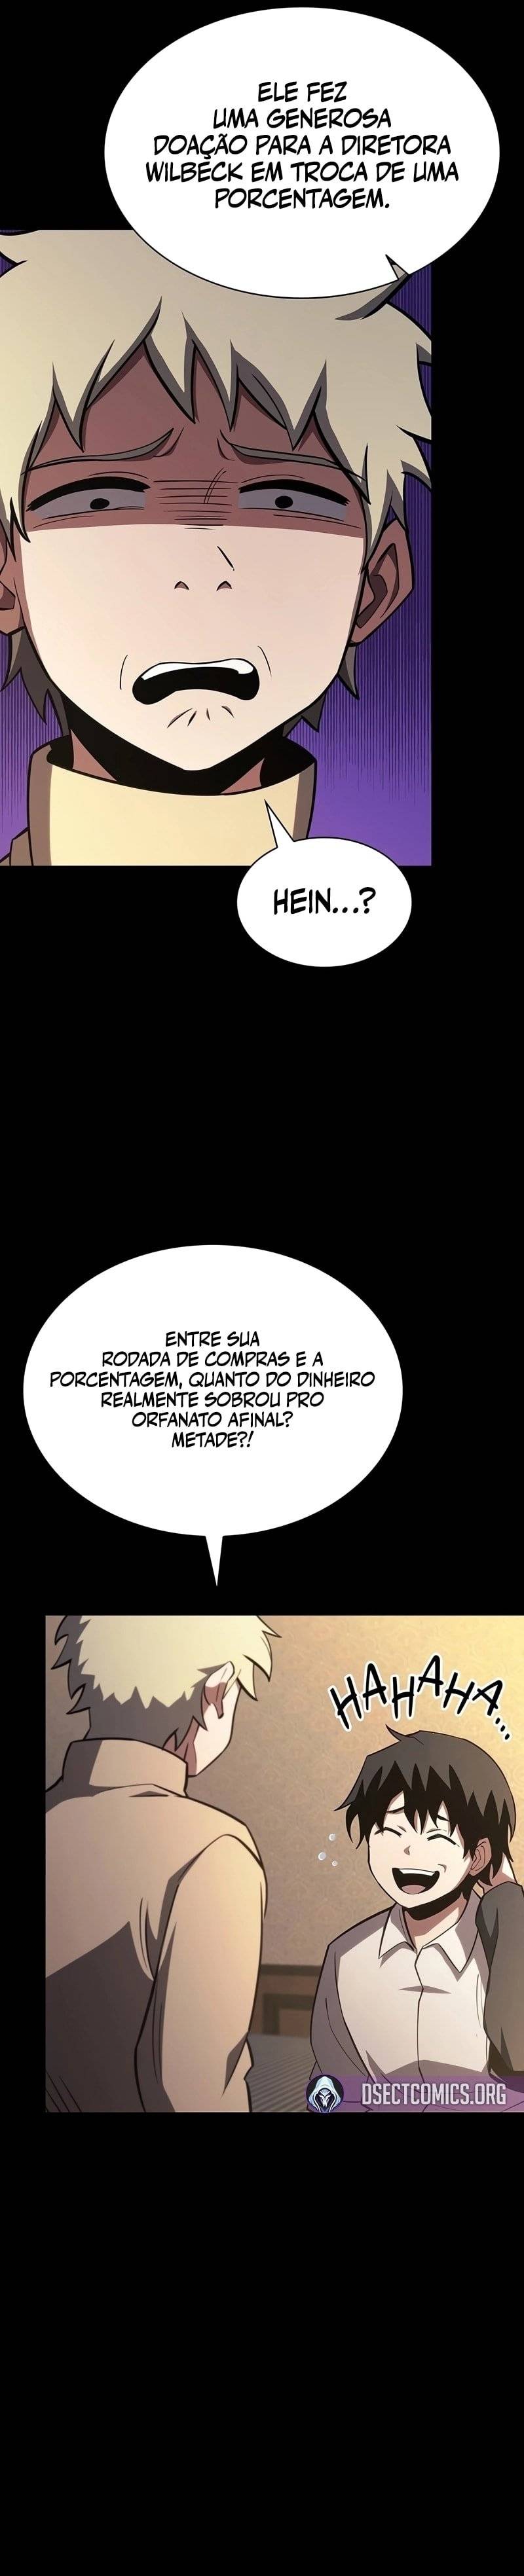 ELE FEZ
UMA GENEROSA
DOAÇÃO PARA A DIRETORA
WILBECK EM TROCA DE UMA
PORCENTAGEM.
HEIN...?
ENTRE SUA
RODADA DE COMPRAS E A
PORCENTAGEM, QUANTO DO DINHEIRO
REALMENTE SOBROU PRO
ORFANATO AFINAL?
METADE?!
HAHAHA...
DSECTCOMICS.ORG